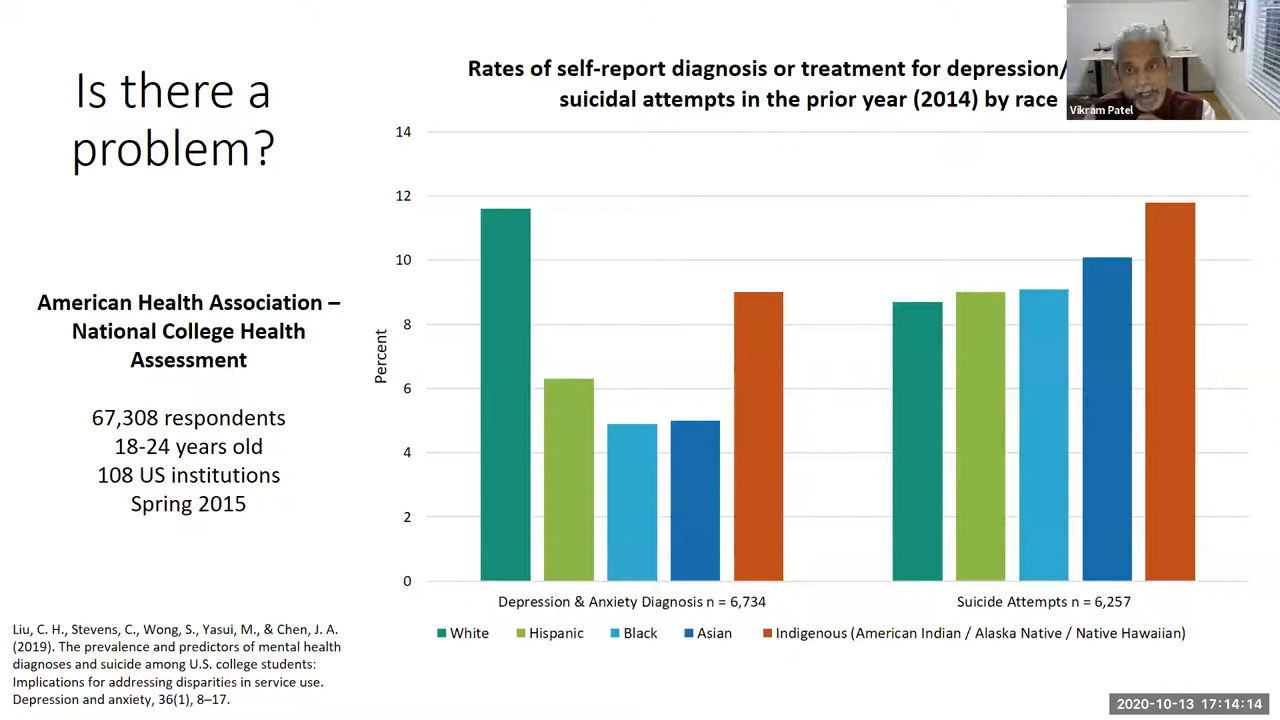 Is there a
problem?
American Health Association –
National College Health
Assessment
67,308 respondents
18-24 years old
108 US institutions
Spring 2015
Liu, C. H., Stevens, C., Wong, S., Yasui, M., & Chen, J. A.
(2019). The prevalence and predictors of mental health
diagnoses and suicide among U.S. college students:
Implications for addressing disparities in service use.
Depression and anxiety, 36(1), 8–17.
Rates of self-report diagnosis or treatment for depression/
suicidal attempts in the prior year (2014) by race
Vikram Patel
Percent
14
12
10
8
6
4
2
0
Depression & Anxiety Diagnosis n = 6,734
Suicide Attempts n = 6,257
White Hispanic Black Asian Indigenous (American Indian / Alaska Native / Native Hawaiian)
2020-10-13 17:14:14